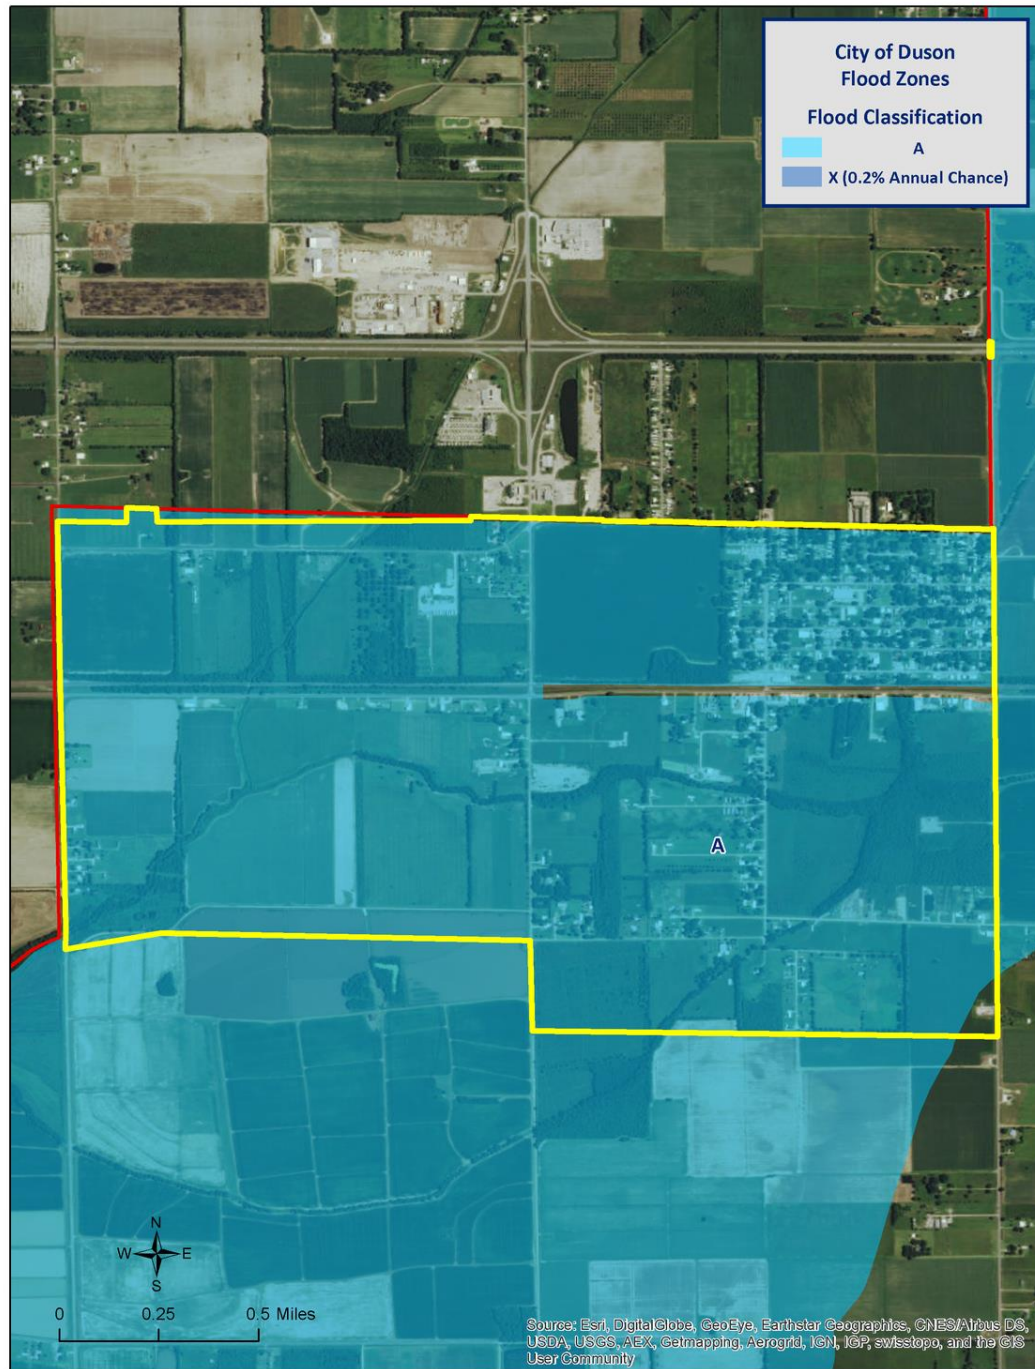 City of Duson
Flood Zones
Flood Classification
A
X (0.2% Annual Chance)
A
N
W
E
S
0
0.25
0.5 Miles
Source: Esri, DigitalGlobe, GeoEye, Earthstar Geographics, CNES/Airbus DS,
USDA, USGS, AEX, Getmapping, Aerogrid, IGN, IGP, swisstopo, and the GIS
User Community